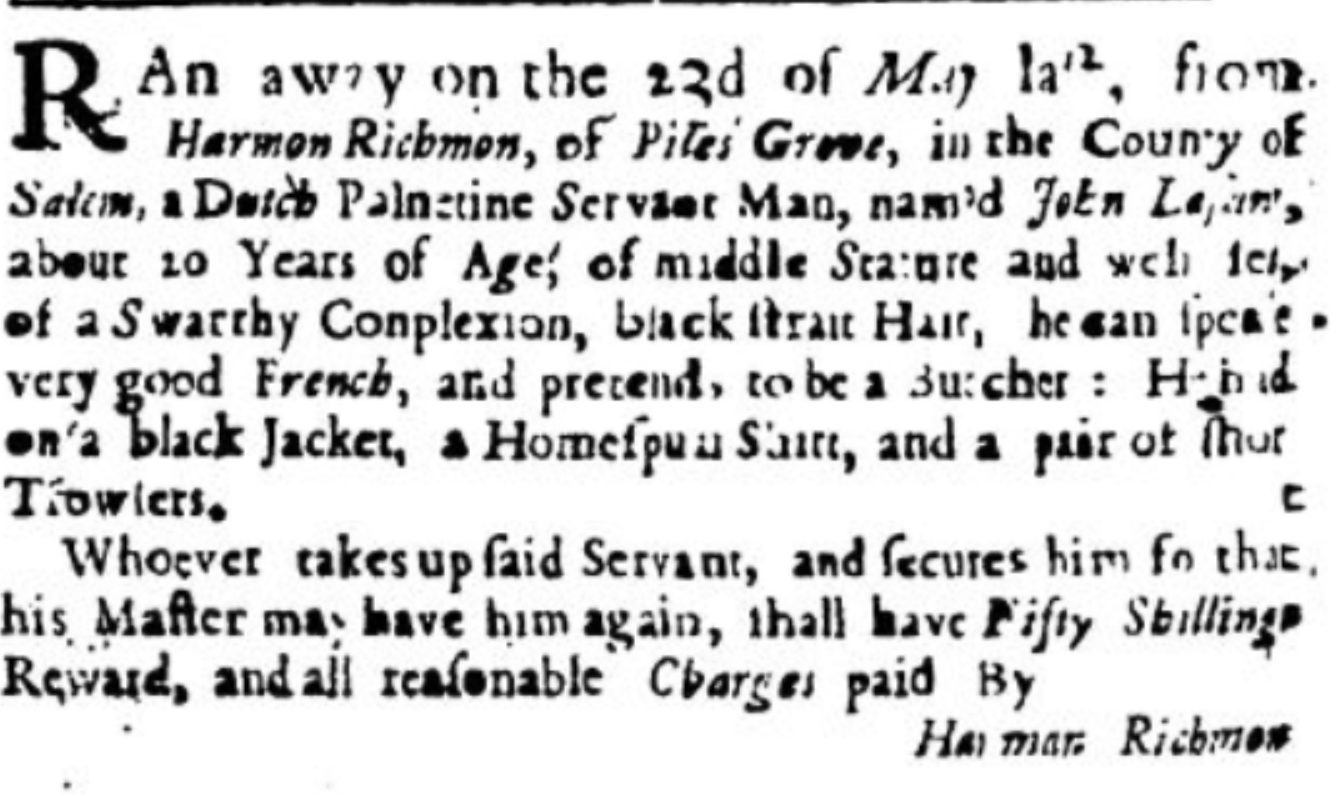 RAn away on the 23d of May last, from
Harmon Richmon, of Piles Grove, in the County of
Salem, a Dutch Palnetine Servant Man, nam'd John
about 20 Years of Age, of middle Stature and well set,
of a Swarthy Conplexion, black strait Hair, he can speak
very good French, and pretends to be a Butcher: Had
on a black Jacket, a Homeſpun Shirt, and a pair of ſhort
Trowſers.
Whoever takes up ſaid Servant, and ſecures him ſo that
his Maſter may have him again, ſhall have Fifty Shillings
Reward, and all reaſonable Charges paid By
Harman Richmon